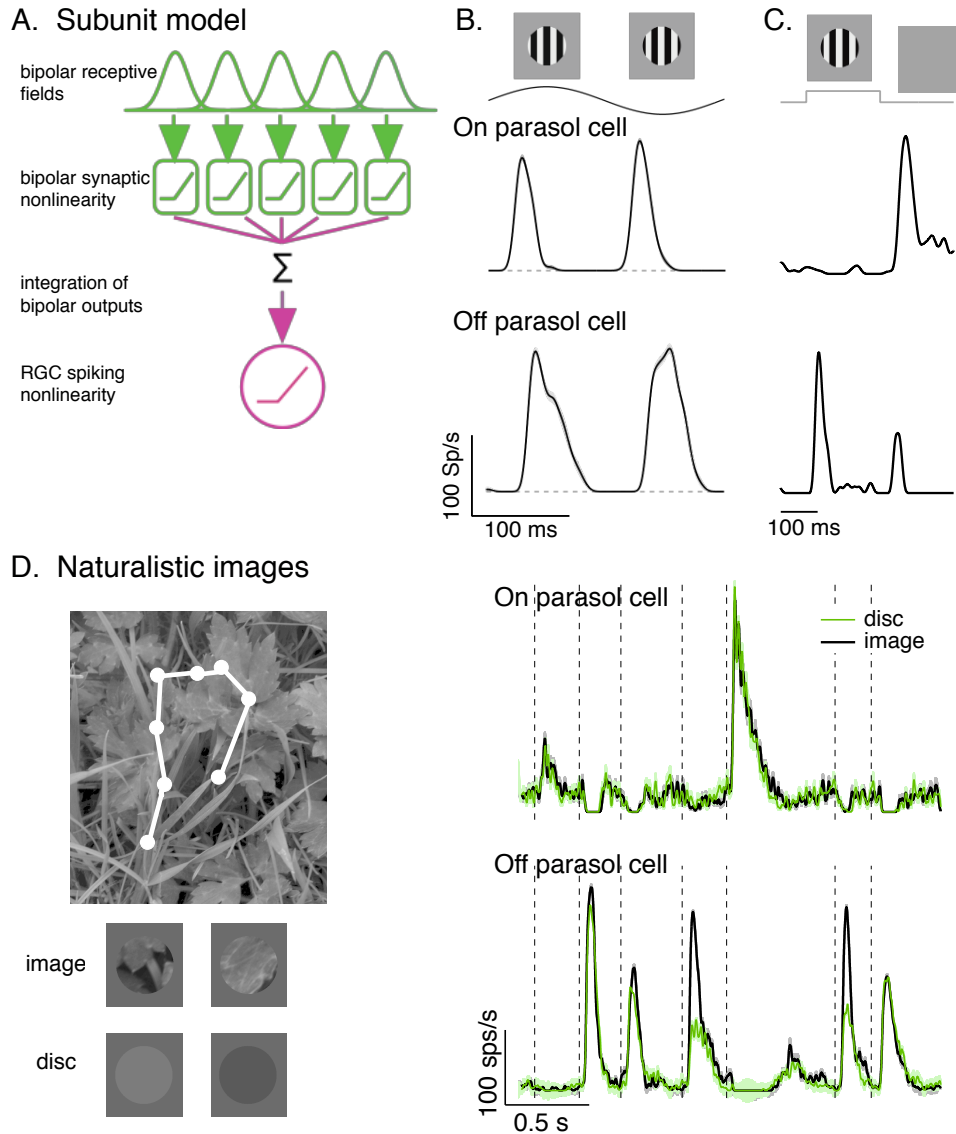 A. Subunit model
bipolar receptive
fields
bipolar synaptic
nonlinearity
Σ
integration of
bipolar outputs
RGC spiking
nonlinearity
B.
On parasol cell
Off parasol cell
100 Sp/s
100 ms
C.
100 ms
D. Naturalistic images
image
disc
On parasol cell
disc
image
Off parasol cell
100 sps/s
0.5 s